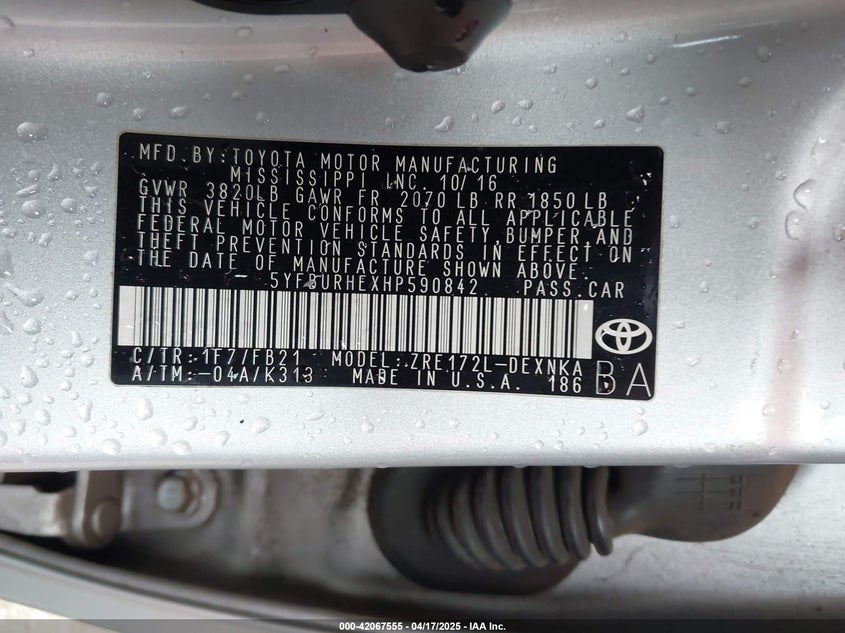 MFD. BY: TOYOTA MOTOR MANUFACTURING
MISSISSIPPI INC. 10/16
GVWR 3820LB GAWR FR 2070 LB RR 1850 LB
THIS VEHICLE CONFORMS TO ALL APPLICABLE
FEDERAL MOTOR VEHICLE SAFETY, BUMPER, AND
THEFT PREVENTION STANDARDS IN EFFECT ON
THE DATE OF MANUFACTURE SHOWN ABOVE.
5YFBURHEXHP590842 PASS. CAR
C/TR: 1F7/FB21 MODEL: ZRE172L-DEXNKA
A/TM: -04A/K313 MADE IN U.S.A. 186 BA
000-42067555 | 04/17/2025 | IAA Inc.